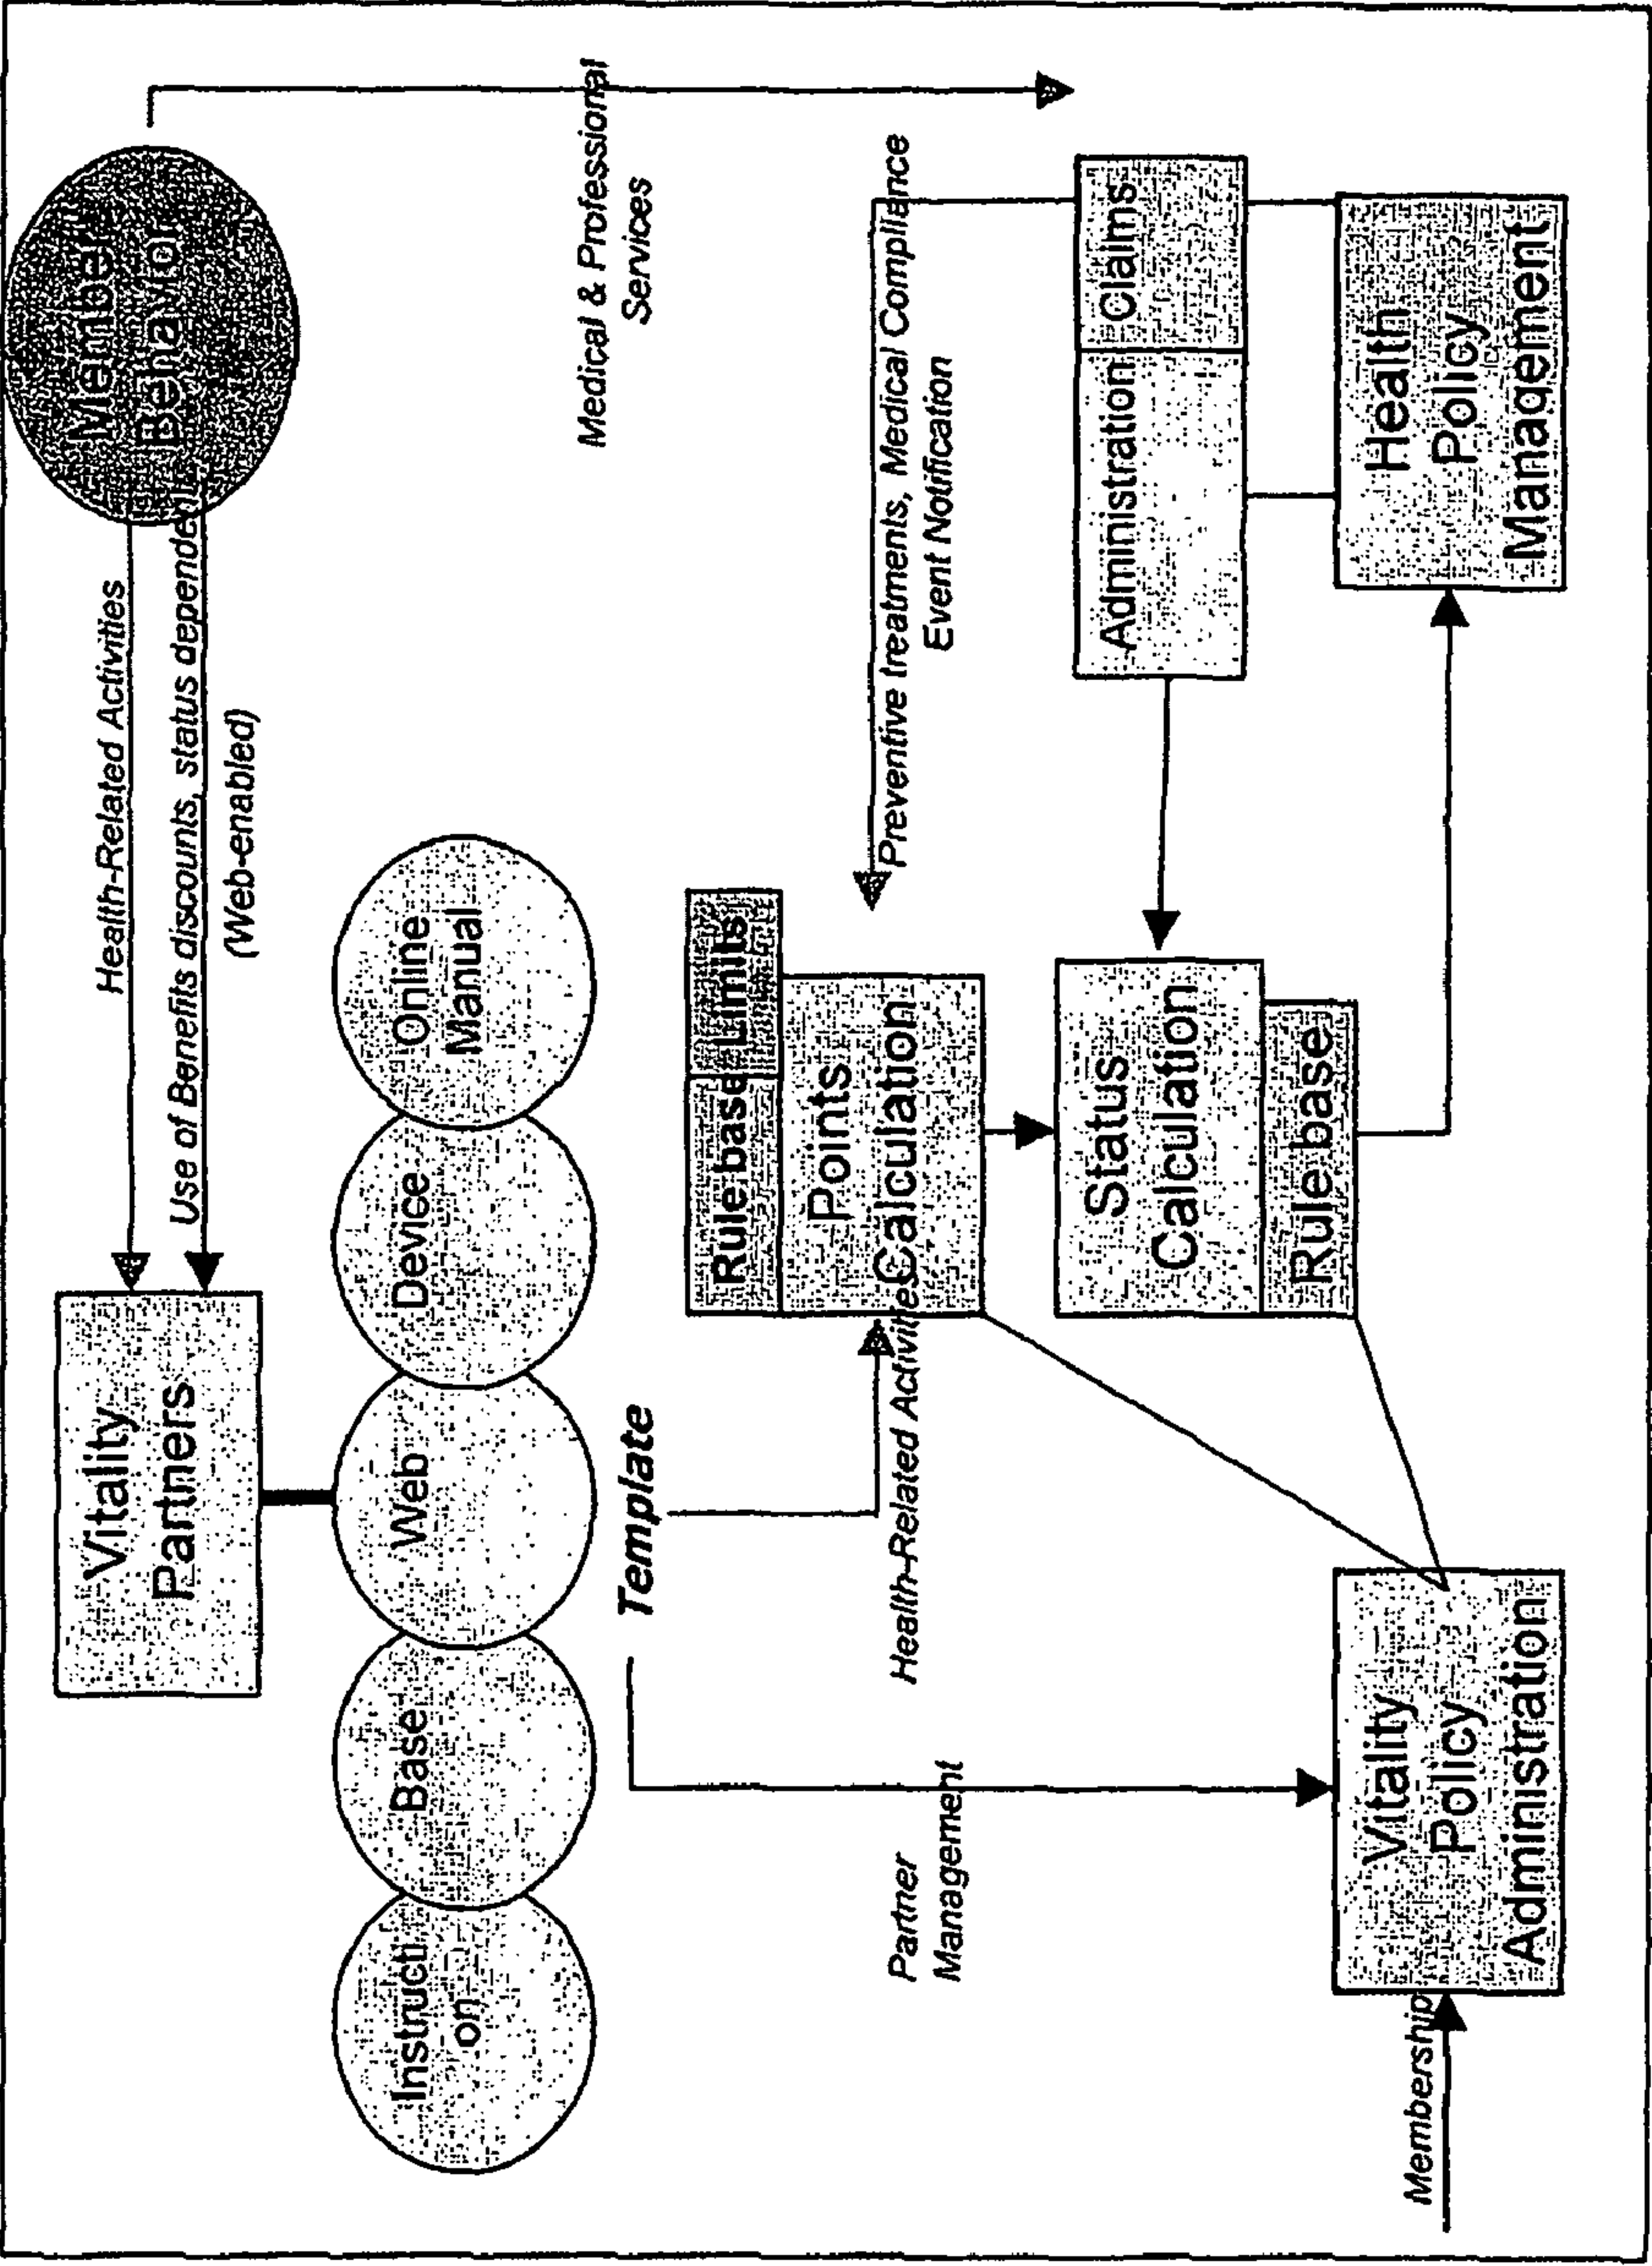 Member
Behavior
Health-Related Activities
Use of Benefits discounts, status dependent
(Web-enabled)
Vitality
Partners
Instructi
on
Base
Web
Device
Online
Manual
Medical & Professional
Services
Template
Rule base
Limits
Points
Calculation
Health-Related Activities
Preventive treatments, Medical Compliance
Event Notification
Partner
Management
Status
Calculation
Rule base
Administration
Claims
Health
Policy
Management
Vitality
Policy
Administration
Membership